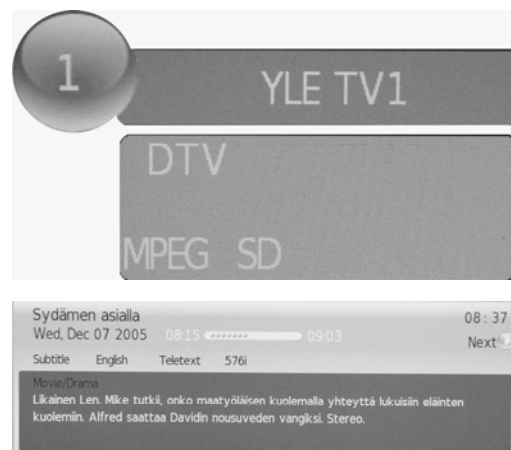 1
YLE TV1
DTV
MPEG SD
Sydämen asialla
08:37
Wed, Dec 07 2005 08:15 09:03
Next
Subtitle English Teletext 576i
Movie/Drama
Likainen Len. Mike tutkii, onko maatyöläisen kuolemalla yhteyttä lukuisiin eläinten
kuolemiin. Alfred saattaa Davidin nousuveden vangiksi. Stereo.